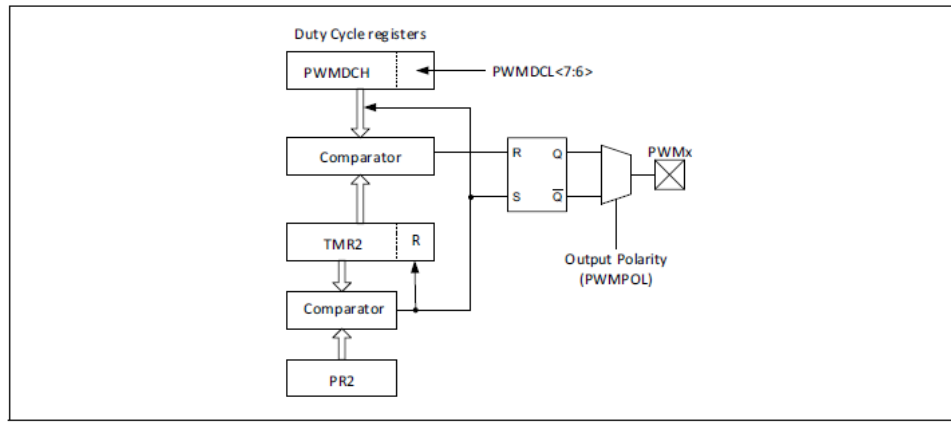 Duty Cycle registers
PWMDCH
PWMDCL<7:6>
Comparator
R Q
PWMx
S Q̅
TMR2 R
Output Polarity
(PWMPOL)
Comparator
PR2